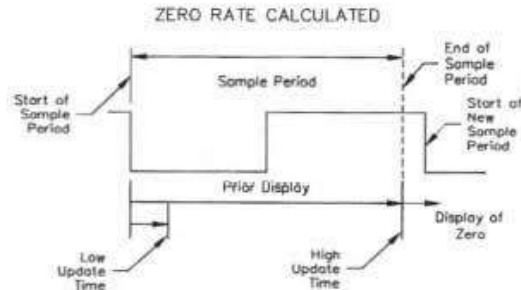 ZERO RATE CALCULATED
Start of
Sample
Period
Sample Period
End of
Sample
Period
Start of
New
Sample
Period
Prior Display
Display of
Zero
Low
Update
Time
High
Update
Time